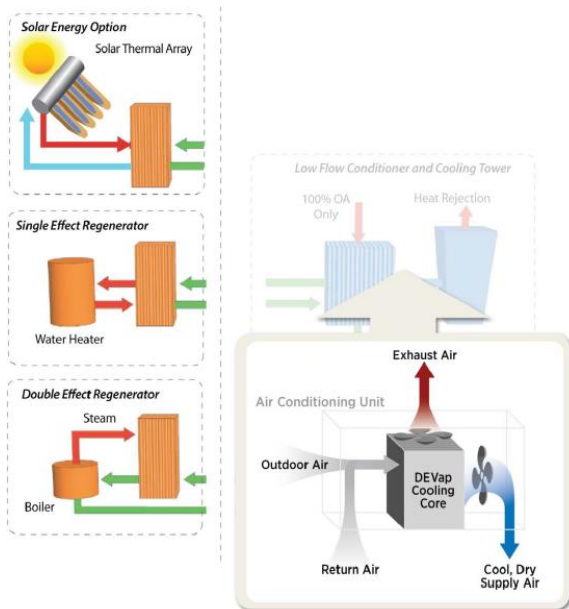 Solar Energy Option
Solar Thermal Array
Single Effect Regenerator
Water Heater
Double Effect Regenerator
Steam
Boiler
Low Flow Conditioner and Cooling Tower
100% OA
Only
Heat Rejection
Exhaust Air
Air Conditioning Unit
Outdoor Air
DEVap
Cooling
Core
Return Air
Cool, Dry
Supply Air